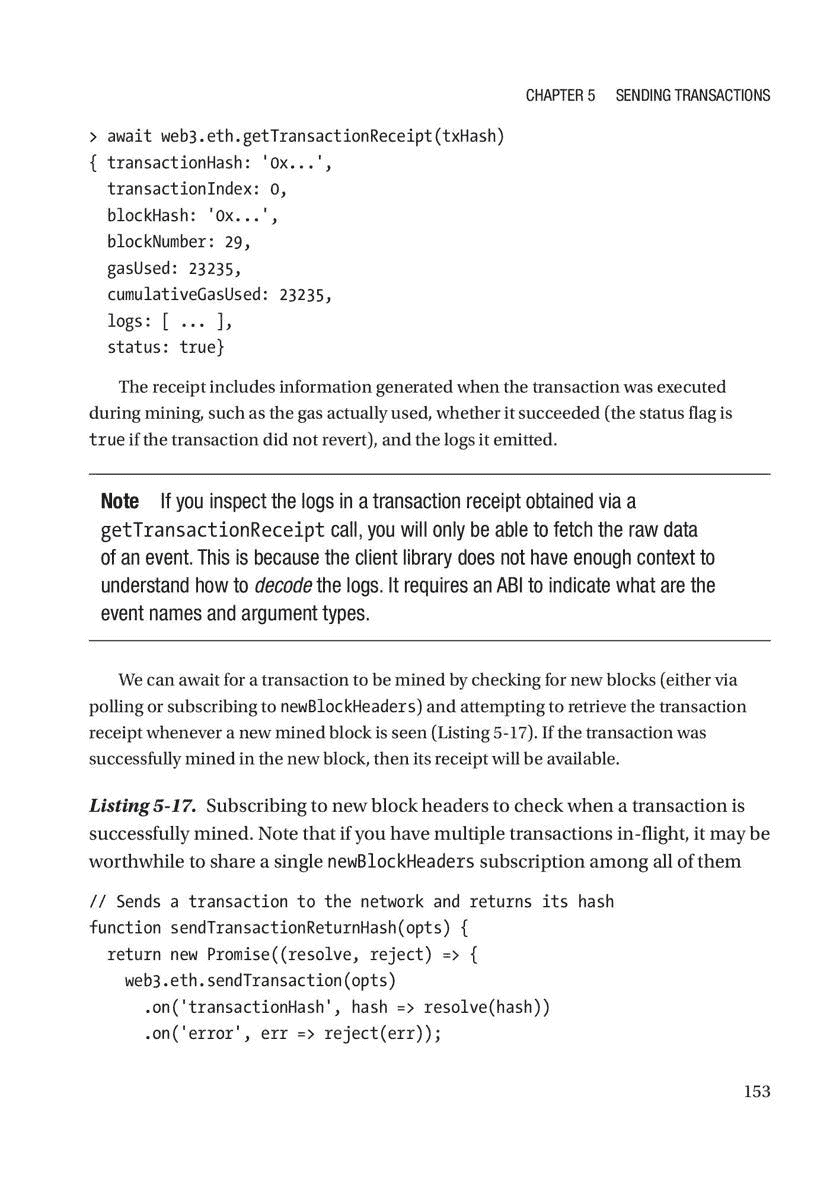 CHAPTER 5 SENDING TRANSACTIONS
> await web3.eth.getTransactionReceipt(txHash)
{ transactionHash: '0x...',
transactionIndex: 0,
blockHash: '0x...',
blockNumber: 29,
gasUsed: 23235,
cumulativeGasUsed: 23235,
logs: [ ... ],
status: true}
The receipt includes information generated when the transaction was executed
during mining, such as the gas actually used, whether it succeeded (the status flag is
true if the transaction did not revert), and the logs it emitted.
Note If you inspect the logs in a transaction receipt obtained via a
getTransactionReceipt call, you will only be able to fetch the raw data
of an event. This is because the client library does not have enough context to
understand how to decode the logs. It requires an ABI to indicate what are the
event names and argument types.
We can await for a transaction to be mined by checking for new blocks (either via
polling or subscribing to newBlockHeaders) and attempting to retrieve the transaction
receipt whenever a new mined block is seen (Listing 5-17). If the transaction was
successfully mined in the new block, then its receipt will be available.
Listing 5-17. Subscribing to new block headers to check when a transaction is
successfully mined. Note that if you have multiple transactions in-flight, it may be
worthwhile to share a single newBlockHeaders subscription among all of them
// Sends a transaction to the network and returns its hash
function sendTransactionReturnHash(opts) {
return new Promise((resolve, reject) => {
web3.eth.sendTransaction(opts)
.on('transactionHash', hash => resolve(hash))
.on('error', err => reject(err));
153